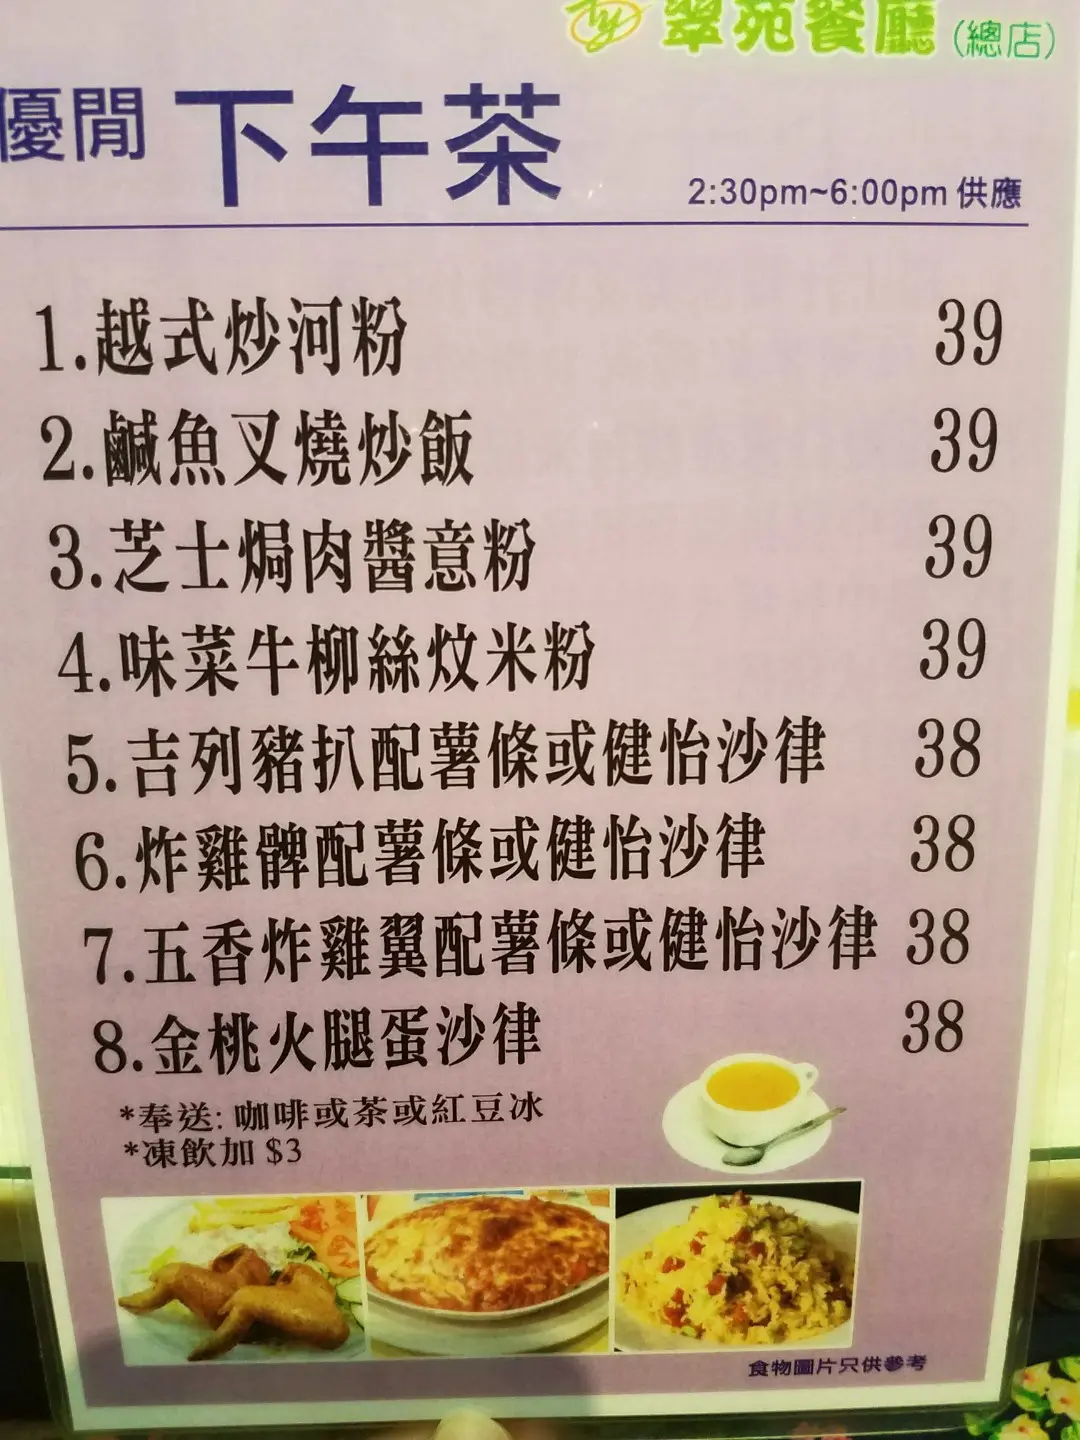 翠苑餐廳(總店)
優閒 下午茶
2:30pm~6:00pm 供應
1.越式炒河粉 39
2.鹹魚叉燒炒飯 39
3.芝士焗肉醬意粉 39
4.味菜牛柳絲炆米粉 39
5.吉列豬扒配薯條或健怡沙律 38
6.炸雞髀配薯條或健怡沙律 38
7.五香炸雞翼配薯條或健怡沙律 38
8.金桃火腿蛋沙律 38
*奉送: 咖啡或茶或紅豆冰
*凍飲加 $3
食物圖片只供參考